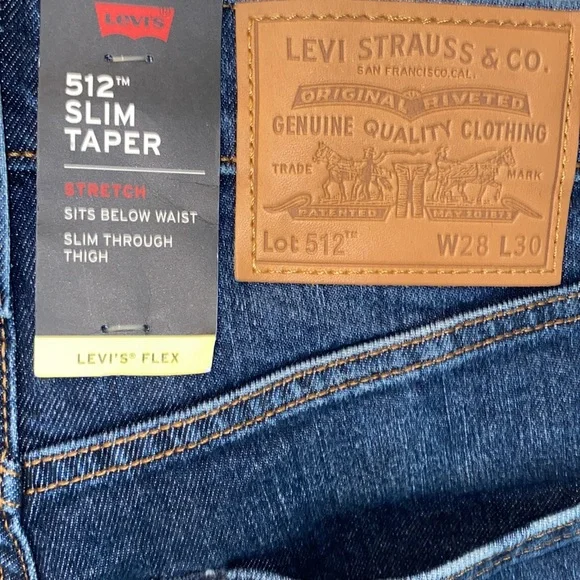 LEVI'S
512™
SLIM
TAPER
STRETCH
SITS BELOW WAIST
SLIM THROUGH
THIGH
LEVI'S® FLEX
LEVI STRAUSS & CO.
SAN FRANCISCO, CAL.
ORIGINAL RIVETED
GENUINE QUALITY CLOTHING
TRADE MARK
PATENTED MAY 20 1873
Lot 512™ W28 L30